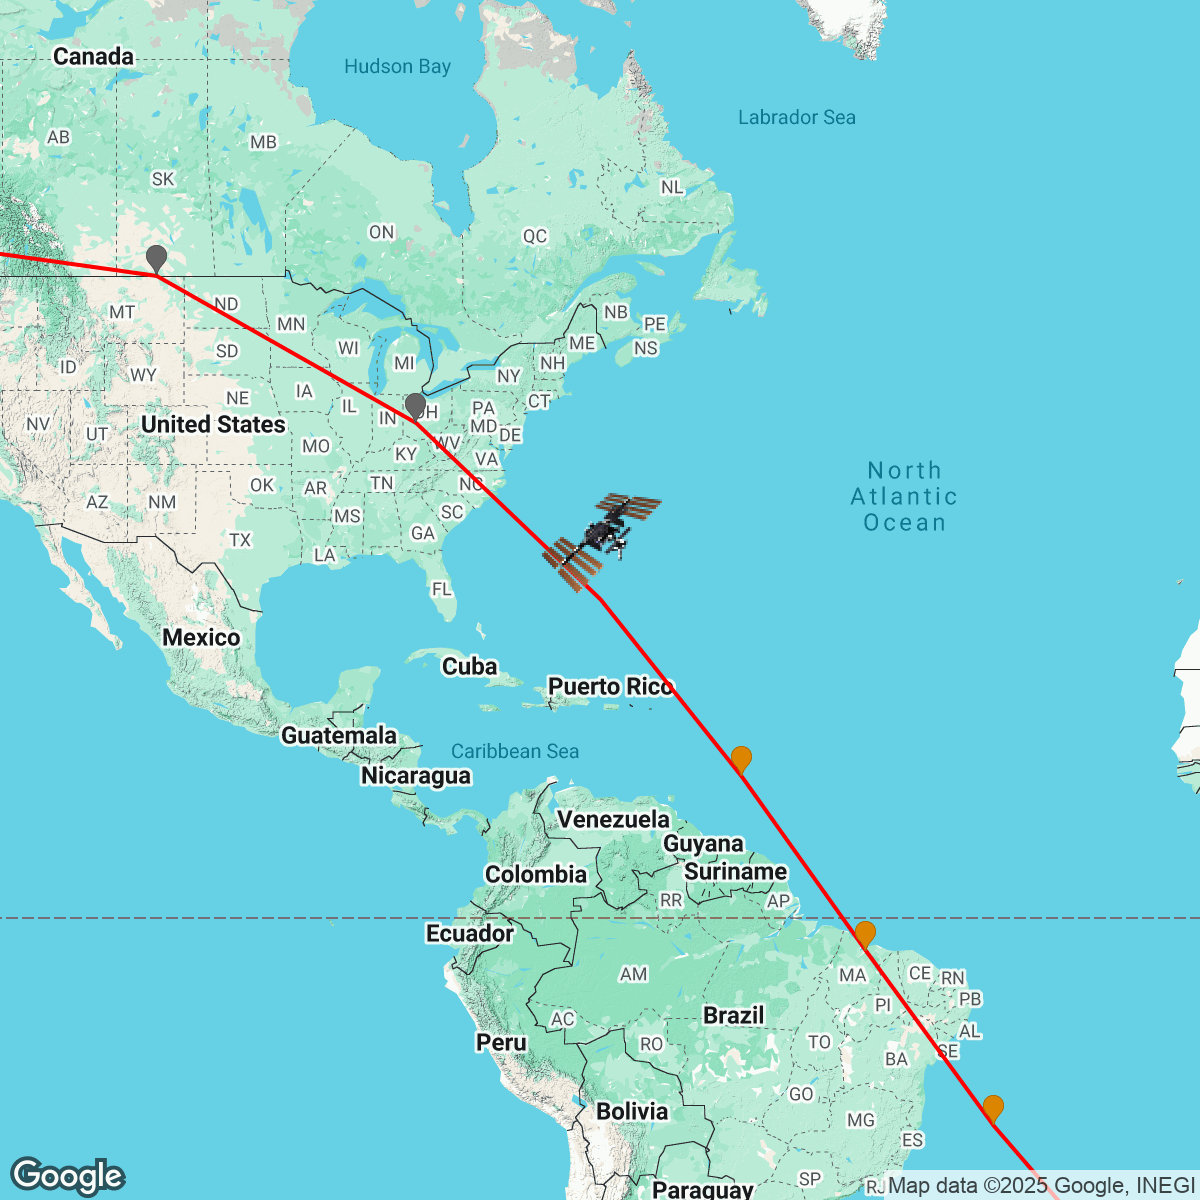 Canada
Hudson Bay
Labrador Sea
AB
MB
SK
NL
ON
QC
ND
MT
MN
NB
PE
ME
NS
WI
SD
MI
NH
ID
WY
NY
IA
NE
IL
CT
PA
OH
IN
NV
United States
MD
UT
DE
MO
WV
KY
VA
North
Atlantic
Ocean
OK
AR
TN
NC
AZ
NM
MS
SC
TX
GA
LA
FL
Mexico
Cuba
Puerto Rico
Guatemala
Caribbean Sea
Nicaragua
Venezuela
Guyana
Suriname
Colombia
RR
AP
Ecuador
AM
MA
CE
RN
PB
PI
Brazil
AC
AL
Peru
RO
TO
SE
BA
GO
Bolivia
MG
ES
SP
Paraguay
Google
Map data ©2025 Google, INEGI